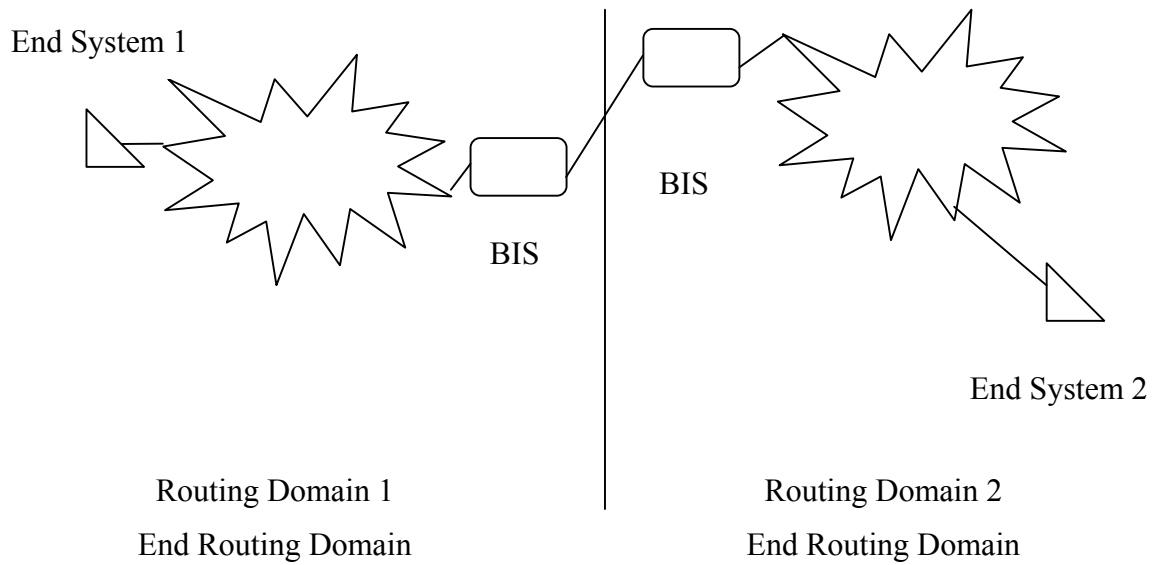 End System 1
BIS
BIS
End System 2
Routing Domain 1
End Routing Domain
Routing Domain 2
End Routing Domain